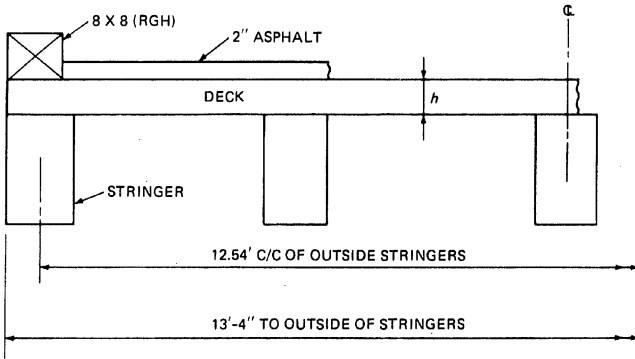 ℄
8 X 8 (RGH)
2" ASPHALT
DECK
h
STRINGER
12.54' C/C OF OUTSIDE STRINGERS
13'-4" TO OUTSIDE OF STRINGERS